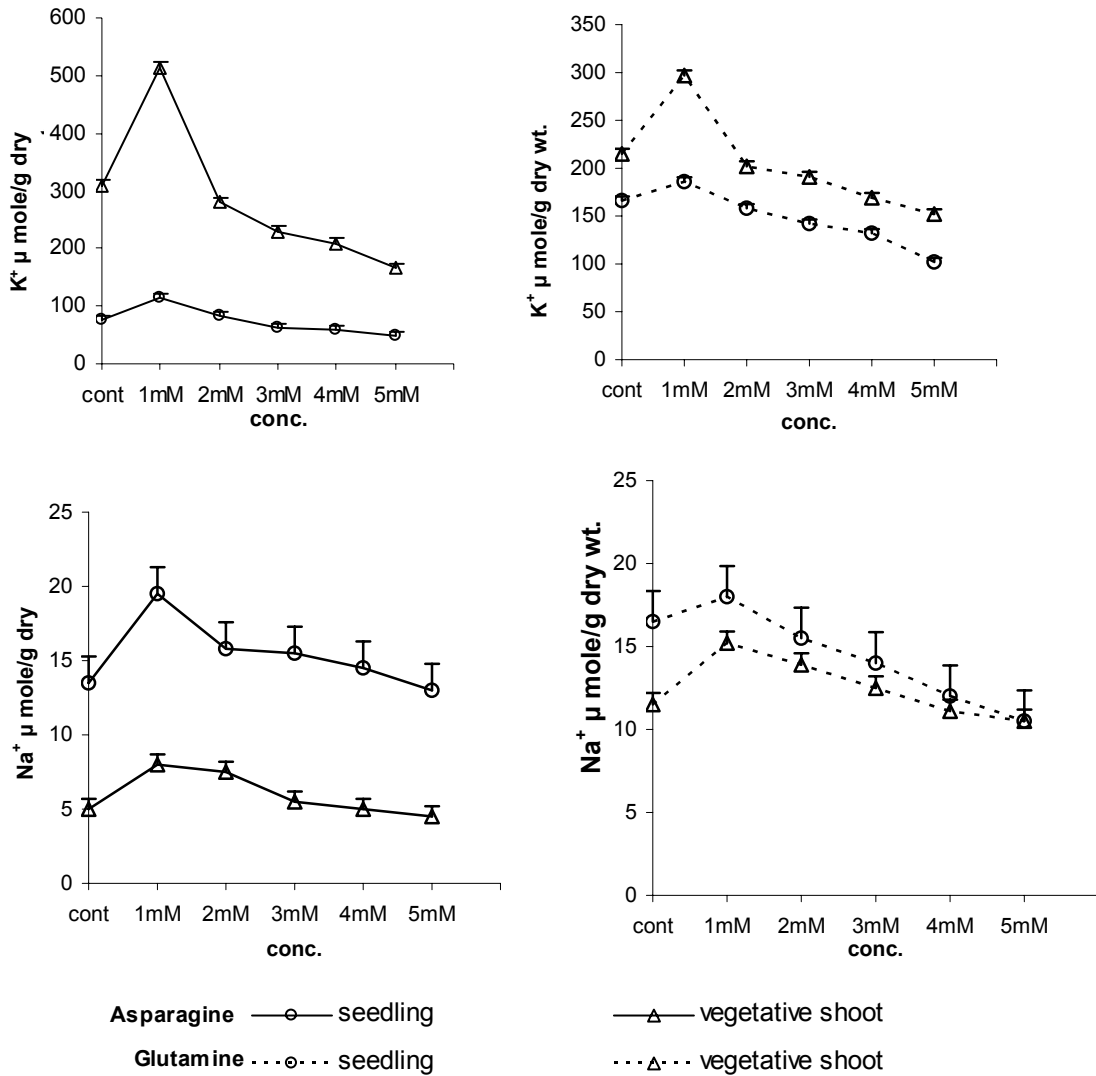 600
500
400
300
200
100
0
K⁺ µ mole/g dry
cont 1mM 2mM 3mM 4mM 5mM
conc.
350
300
250
200
150
100
50
0
K⁺ µ mole/g dry wt.
cont 1mM 2mM 3mM 4mM 5mM
conc.
25
20
15
10
5
0
Na⁺ µ mole/g dry
cont 1mM 2mM 3mM 4mM 5mM
conc.
25
20
15
10
5
0
Na⁺ µ mole/g dry wt.
cont 1mM 2mM 3mM 4mM 5mM
conc.
Asparagine seedling vegetative shoot
Glutamine seedling vegetative shoot